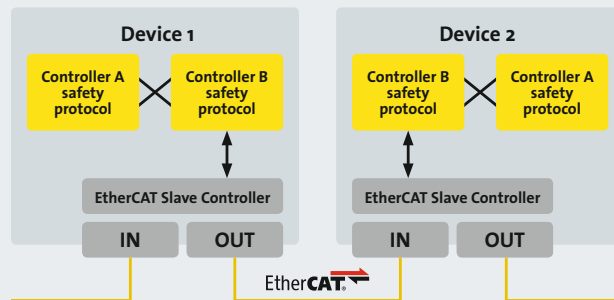 Device 1
Controller A
safety
protocol
Controller B
safety
protocol
EtherCAT Slave Controller
IN
OUT
Device 2
Controller B
safety
protocol
Controller A
safety
protocol
EtherCAT Slave Controller
IN
OUT
EtherCAT®